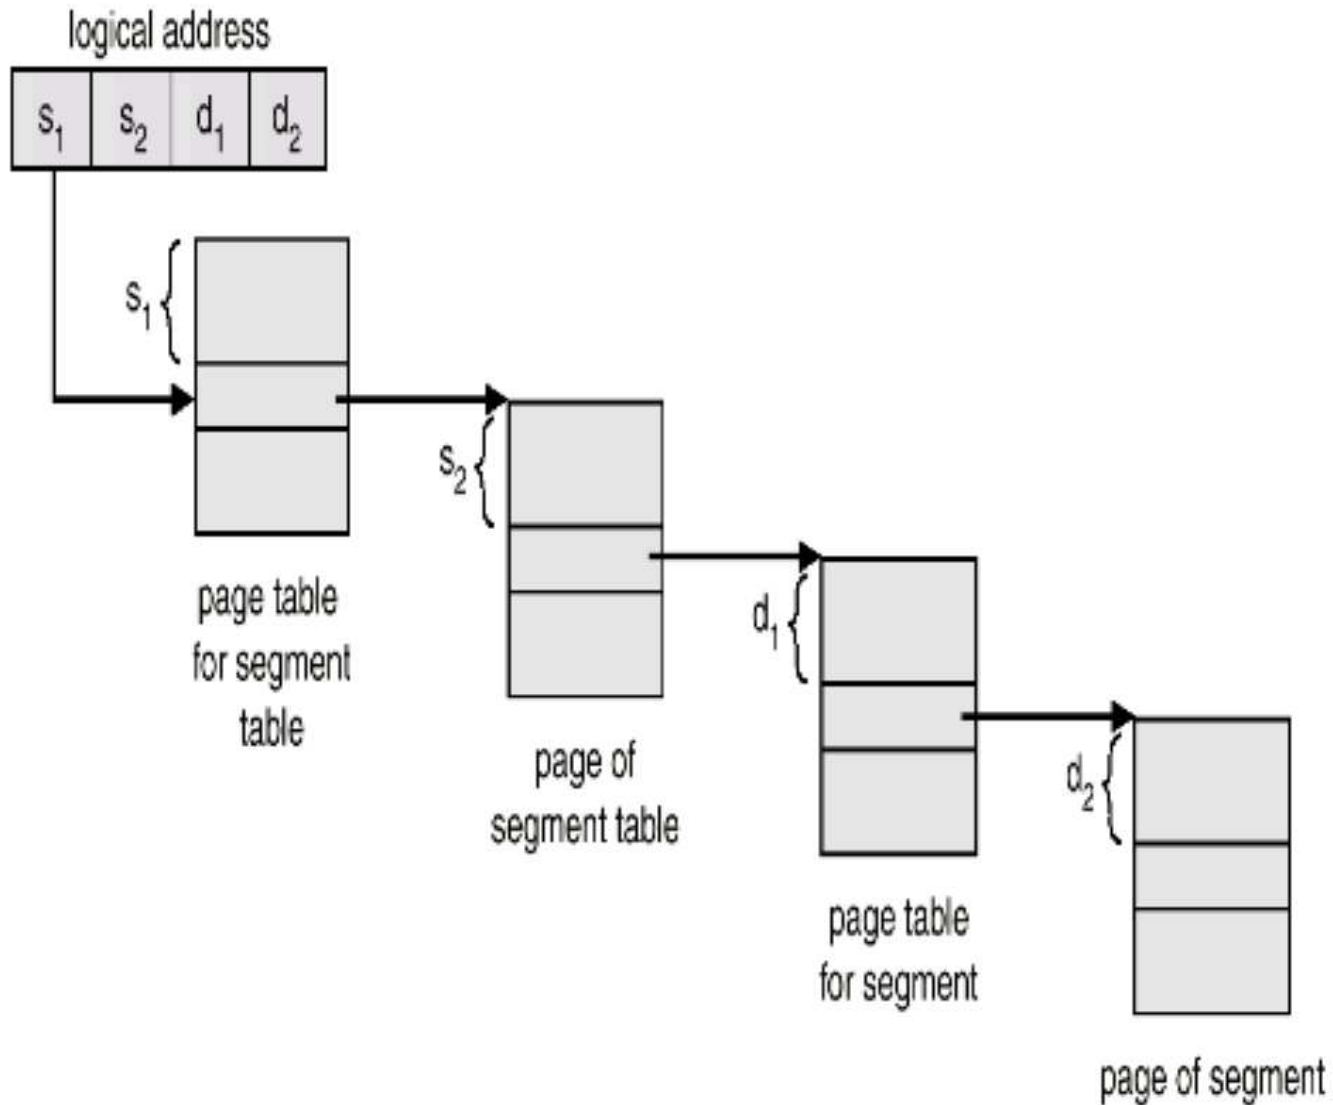 logical address
s1 s2 d1 d2
s1
page table
for segment
table
s2
page of
segment table
d1
page table
for segment
d2
page of segment